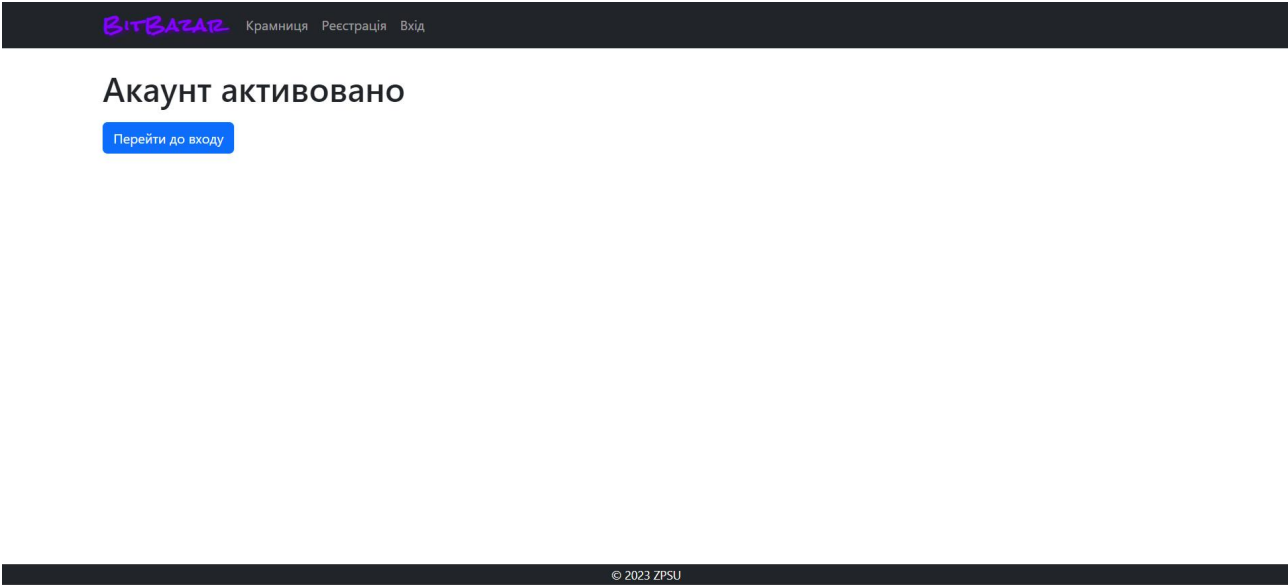 BITBAZAR Крамниця Реєстрація Вхід
Акаунт активовано
Перейти до входу
© 2023 ZPSU